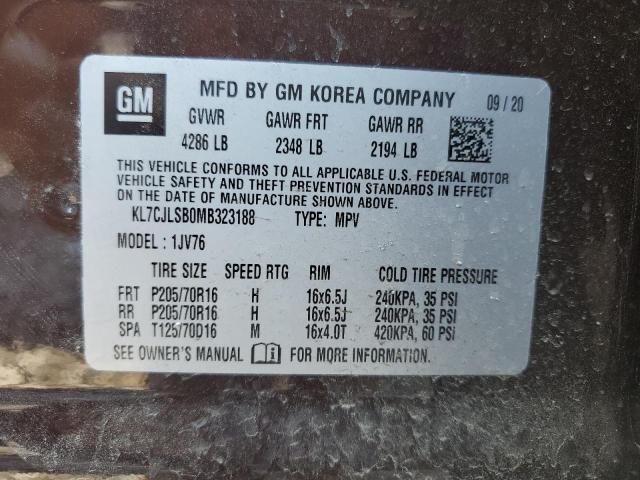 GM MFD BY GM KOREA COMPANY 09 / 20
GVWR GAWR FRT GAWR RR
4286 LB 2348 LB 2194 LB
THIS VEHICLE CONFORMS TO ALL APPLICABLE U.S. FEDERAL MOTOR
VEHICLE SAFETY AND THEFT PREVENTION STANDARDS IN EFFECT
ON THE DATE OF MANUFACTURE SHOWN ABOVE.
KL7CJLSB0MB323188 TYPE: MPV
MODEL : 1JV76
TIRE SIZE SPEED RTG RIM COLD TIRE PRESSURE
FRT P205/70R16 H 16x6.5J 240KPA, 35 PSI
RR P205/70R16 H 16x6.5J 240KPA, 35 PSI
SPA T125/70D16 M 16x4.0T 420KPA, 60 PSI
SEE OWNER'S MANUAL FOR MORE INFORMATION.